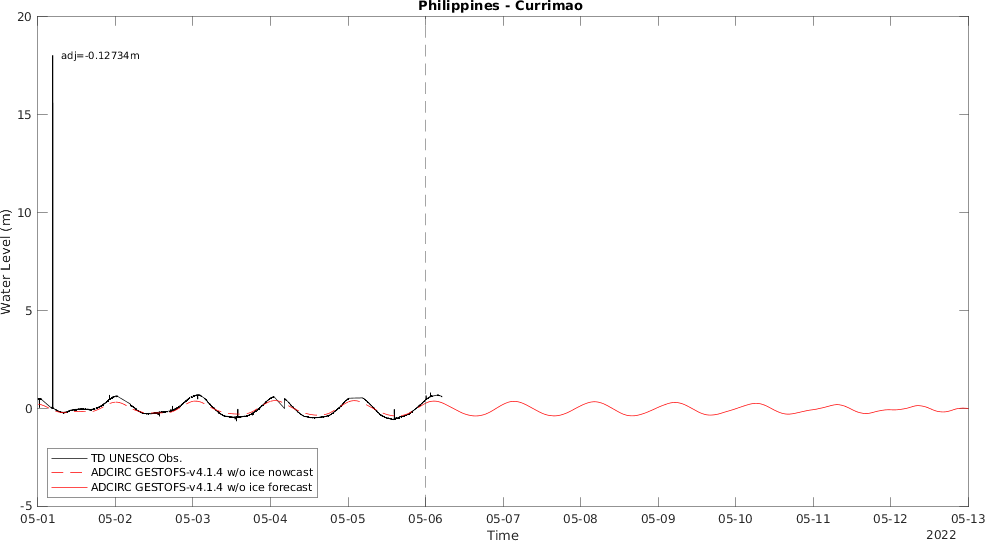 Philippines - Currimao
20
adj=-0.12734m
15
10
5
0
-5
Water Level (m)
TD UNESCO Obs.
ADCIRC GESTOFS-v4.1.4 w/o ice nowcast
ADCIRC GESTOFS-v4.1.4 w/o ice forecast
05-01 05-02 05-03 05-04 05-05 05-06 05-07 05-08 05-09 05-10 05-11 05-12 05-13
Time
2022